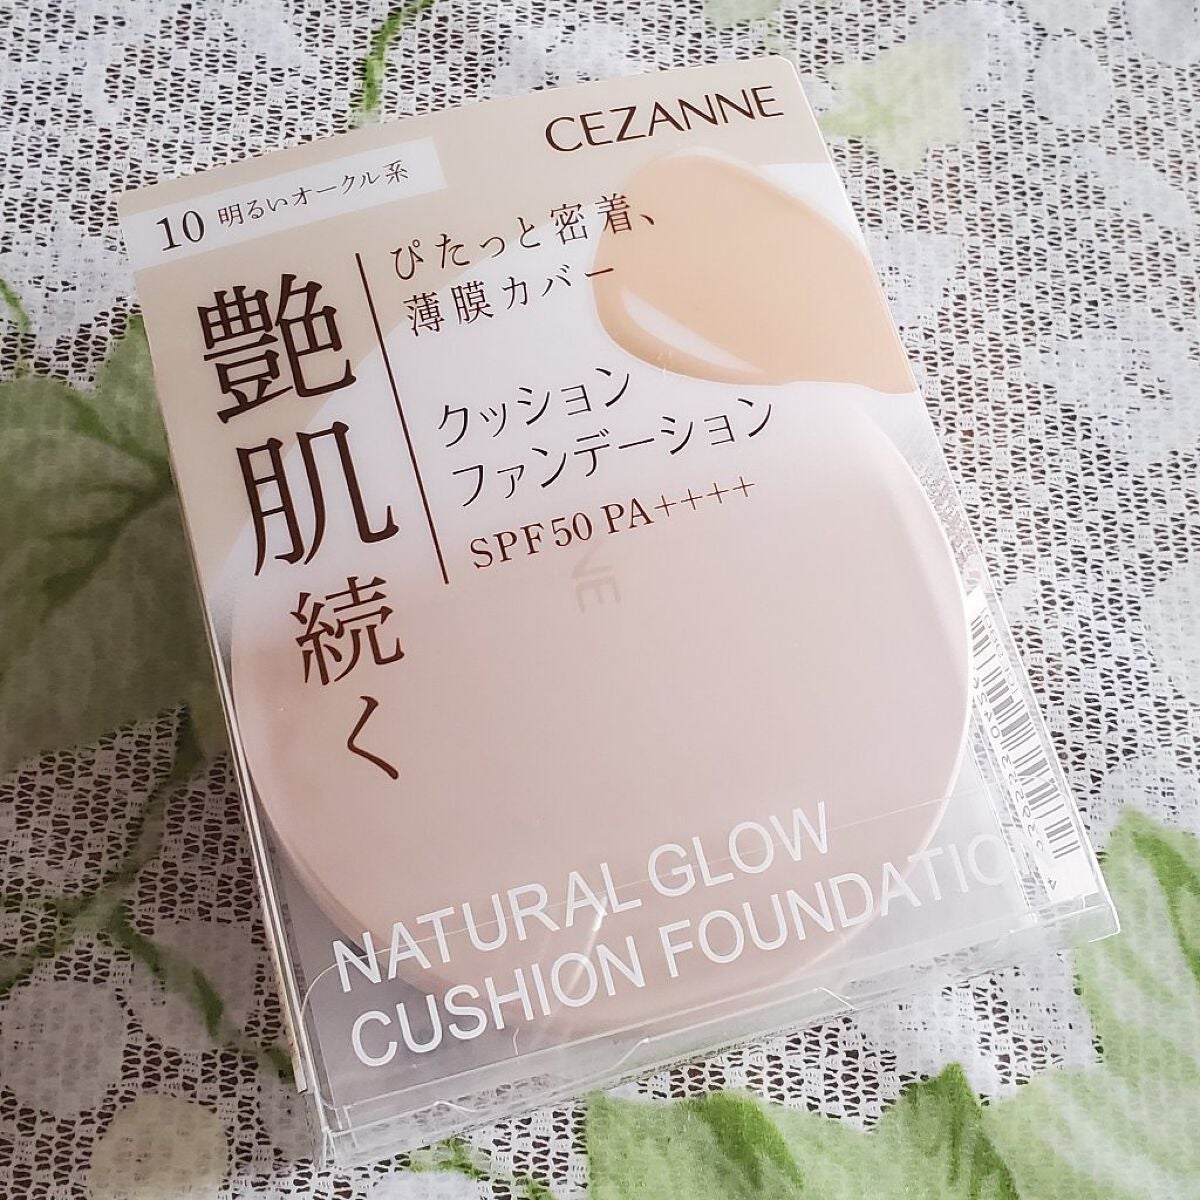 CEZANNE
10 明るいオークル系
艶肌続く
ぴたっと密着、
薄膜カバー
クッション
ファンデーション
SPF50 PA++++
NE
NATURAL GLOW
CUSHION FOUNDATIO